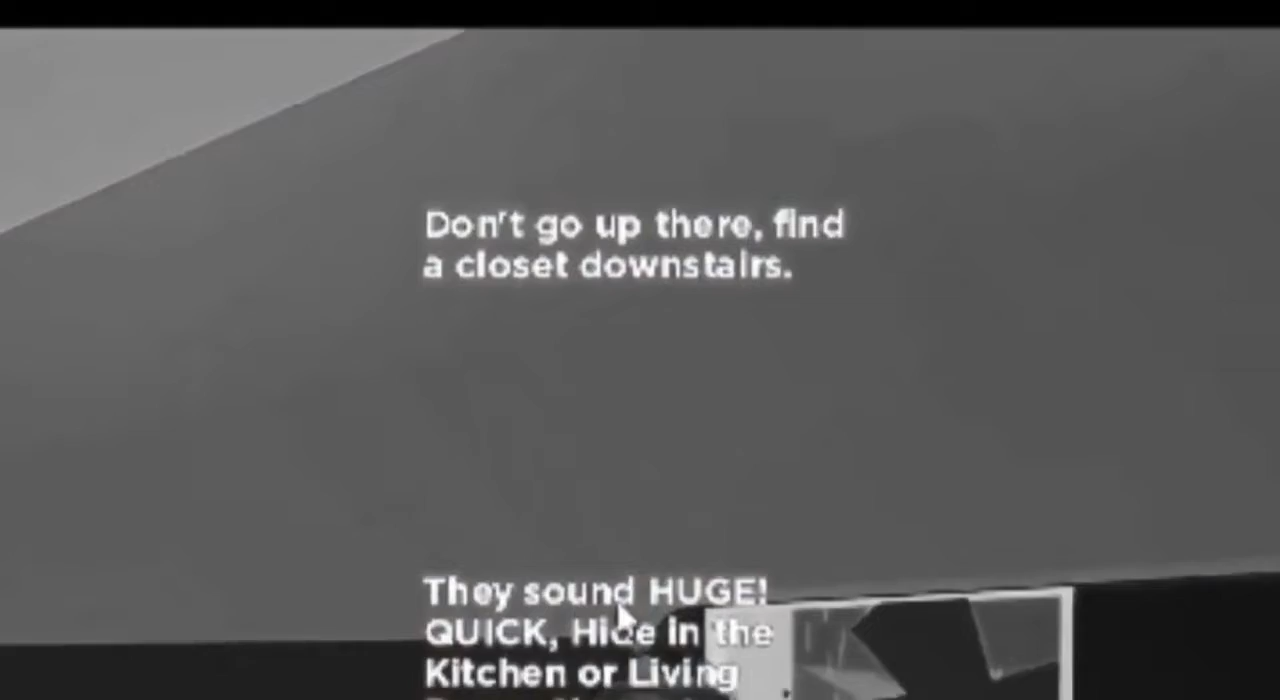 Don't go up there, find
a closet downstairs.
They sound HUGE!
QUICK, Hide in the
Kitchen or Living